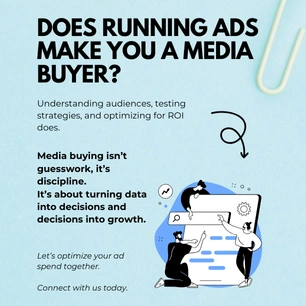 DOES RUNNING ADS
MAKE YOU A MEDIA
BUYER?
Understanding audiences, testing
strategies, and optimizing for ROI
does.
Media buying isn't
guesswork, it's
discipline.
It's about turning data
into decisions and
decisions into growth.
Let's optimize your ad
spend together.
Connect with us today.